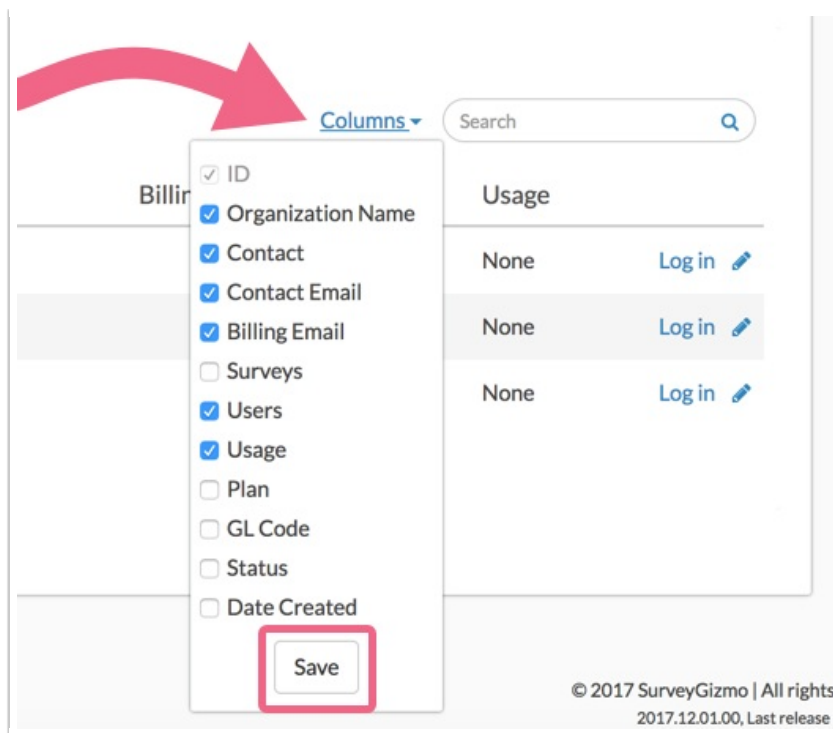 Columns
Search
ID
Billin
Organization Name
Usage
Contact
None
Log in
Contact Email
Billing Email
None
Log in
Surveys
Users
None
Log in
Usage
Plan
GL Code
Status
Date Created
Save
© 2017 SurveyGizmo | All rights
2017.12.01.00, Last release